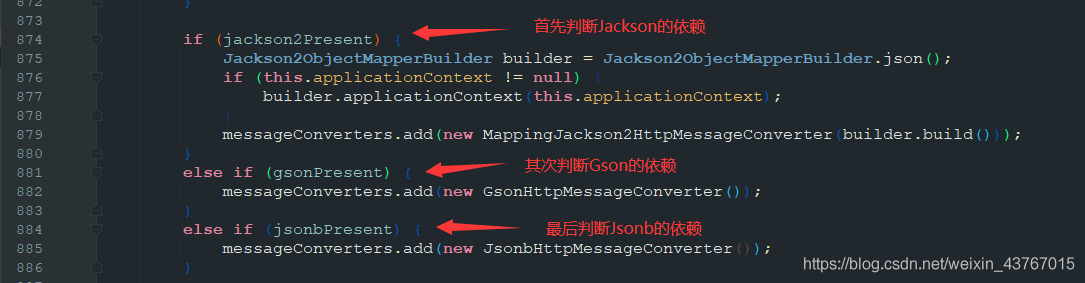 872 }
873
874 if (jackson2Present) { 首先判断Jackson的依赖
875 Jackson2ObjectMapperBuilder builder = Jackson2ObjectMapperBuilder.json();
876 if (this.applicationContext != null) {
877 builder.applicationContext(this.applicationContext);
878 }
879 messageConverters.add(new MappingJackson2HttpMessageConverter(builder.build()));
880 }
881 else if (gsonPresent) { 其次判断Gson的依赖
882 messageConverters.add(new GsonHttpMessageConverter());
883 }
884 else if (jsonbPresent) { 最后判断Jsonb的依赖
885 messageConverters.add(new JsonbHttpMessageConverter());
886 }
https://blog.csdn.net/weixin_43767015